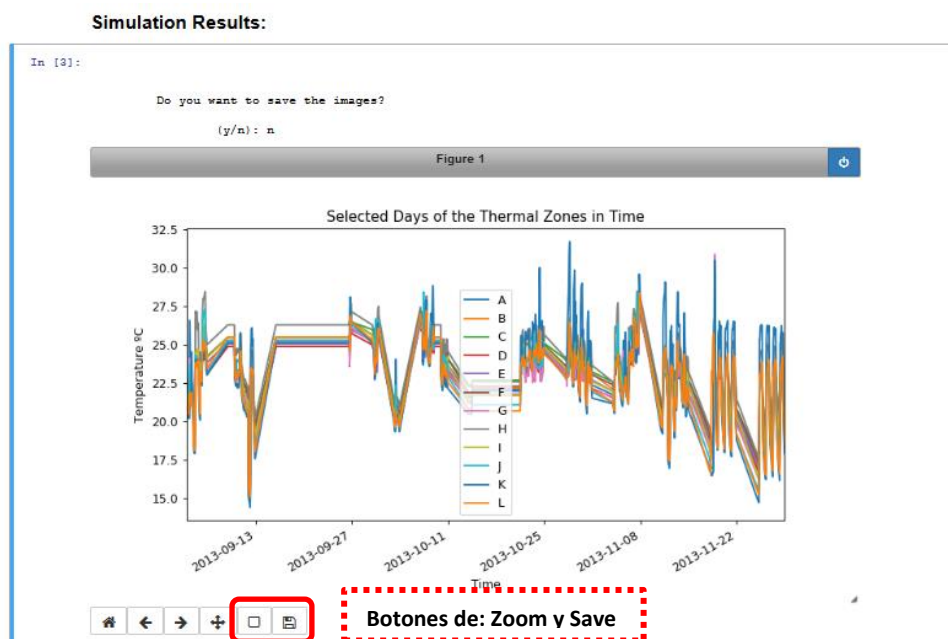 Simulation Results:
In [3]:
Do you want to save the images?
(y/n): n
Figure 1
Selected Days of the Thermal Zones in Time
32.5
30.0
27.5
25.0
22.5
20.0
17.5
15.0
Temperature ºC
A
B
C
D
E
F
G
H
I
J
K
L
2013-09-13
2013-09-27
2013-10-11
2013-10-25
2013-11-08
2013-11-22
Time
Botones de: Zoom y Save